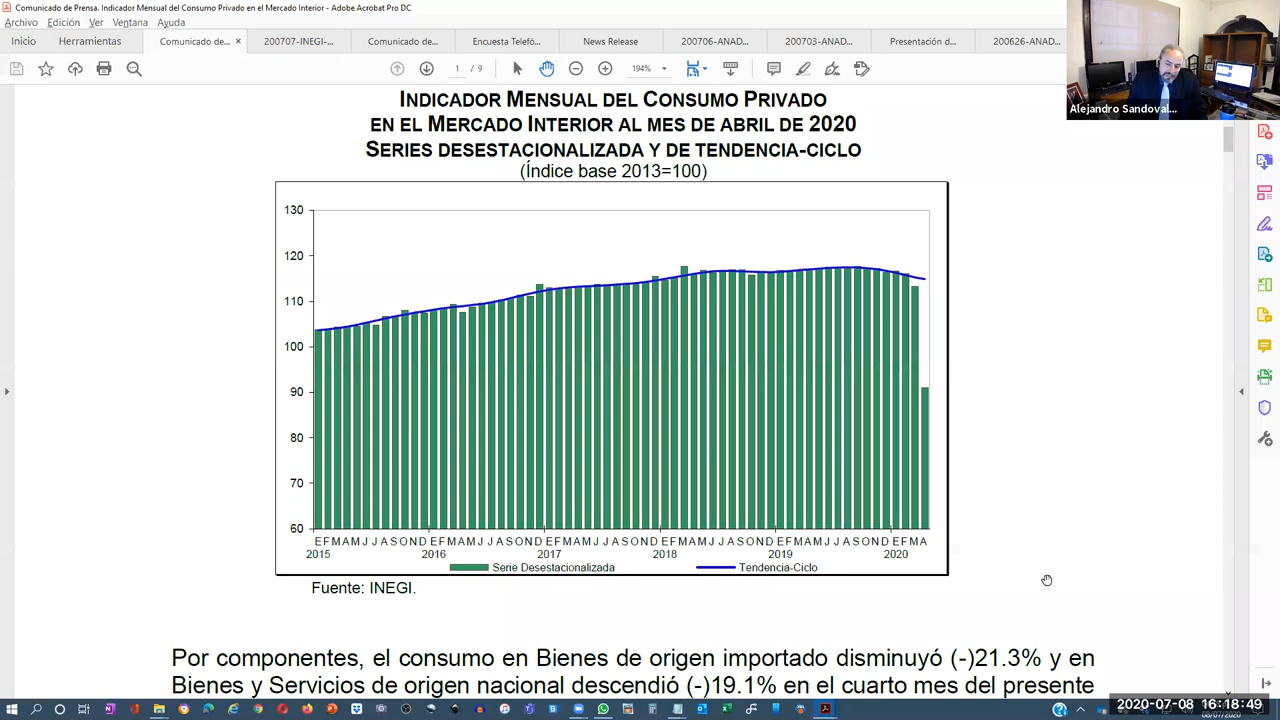 Comunicado de Prensa. Indicador Mensual del Consumo Privado en el Mercado Interior - Adobe Acrobat Pro DC
Archivo Edición Ver Ventana Ayuda
Inicio Herramientas Comunicado de... × 200707-INEGI-... Comunicado de... Encuesta Telefo... News Release 200706-ANAD... 200703-ANAD... Presentación d... 200626-ANAD...
1 / 9 194%
Alejandro Sandoval...
INDICADOR MENSUAL DEL CONSUMO PRIVADO
EN EL MERCADO INTERIOR AL MES DE ABRIL DE 2020
SERIES DESESTACIONALIZADA Y DE TENDENCIA-CICLO
(Índice base 2013=100)
130
120
110
100
90
80
70
60
E F M A M J J A S O N D E F M A M J J A S O N D E F M A M J J A S O N D E F M A M J J A S O N D E F M A M J J A S O N D E F M A
2015 2016 2017 2018 2019 2020
Serie Desestacionalizada Tendencia-Ciclo
Fuente: INEGI.
Por componentes, el consumo en Bienes de origen importado disminuyó (-)21.3% y en
Bienes y Servicios de origen nacional descendió (-)19.1% en el cuarto mes del presente
2020-07-08 16:18:49
08/07/2020